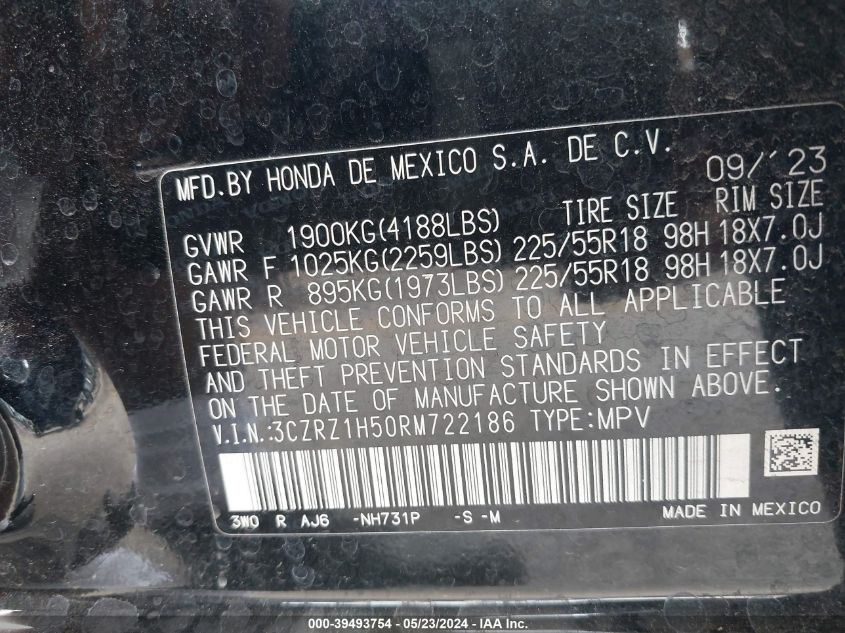 MFD.BY HONDA DE MEXICO S.A. DE C.V. 09/'23
TIRE SIZE RIM SIZE
GVWR 1900KG(4188LBS)
GAWR F 1025KG(2259LBS) 225/55R18 98H 18X7.0J
GAWR R 895KG(1973LBS) 225/55R18 98H 18X7.0J
THIS VEHICLE CONFORMS TO ALL APPLICABLE
FEDERAL MOTOR VEHICLE SAFETY
AND THEFT PREVENTION STANDARDS IN EFFECT
ON THE DATE OF MANUFACTURE SHOWN ABOVE.
V.I.N.:3CZRZ1H50RM722186 TYPE:MPV
3W0 R AJ6 -NH731P -S -M MADE IN MEXICO
000-39493754 - 05/23/2024 - IAA Inc.